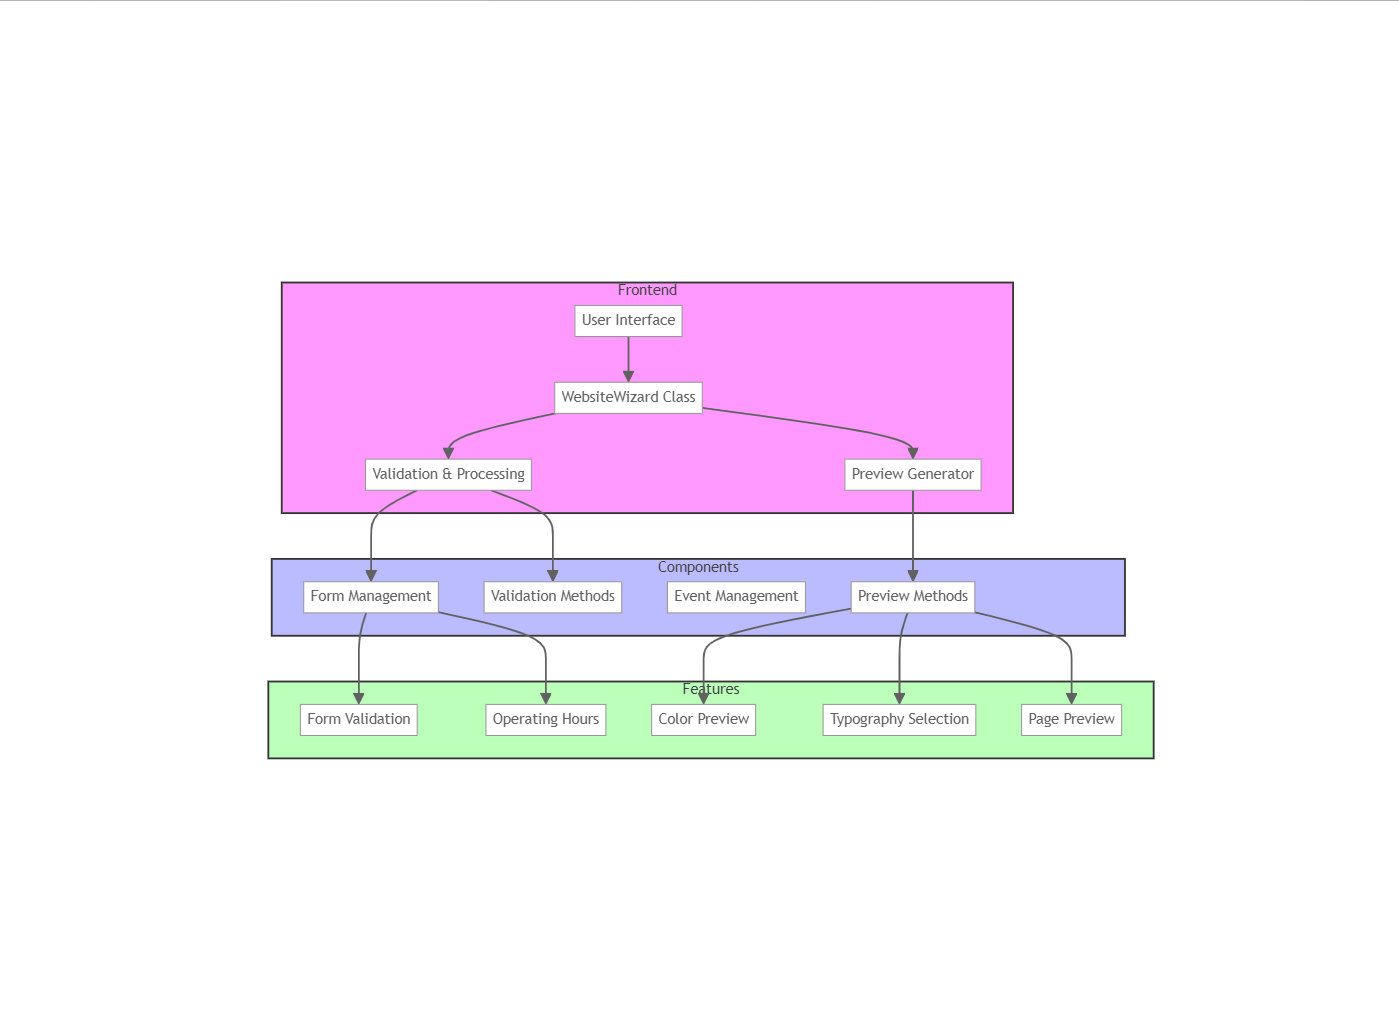 Frontend
User Interface
WebsiteWizard Class
Validation & Processing
Preview Generator
Components
Form Management
Validation Methods
Event Management
Preview Methods
Features
Form Validation
Operating Hours
Color Preview
Typography Selection
Page Preview